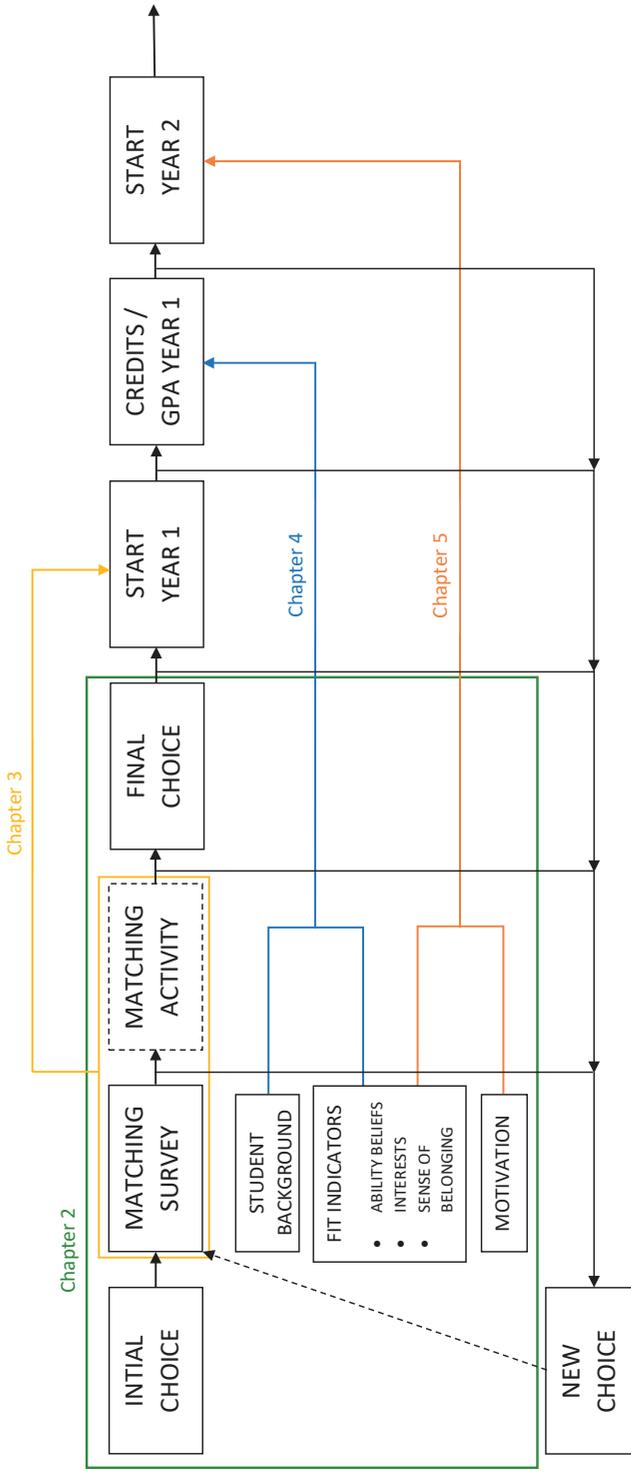 Chapter 3
Chapter 2
INTIAL
CHOICE
MATCHING
SURVEY
MATCHING
ACTIVITY
FINAL
CHOICE
START
YEAR 1
CREDITS /
GPA YEAR 1
START
YEAR 2
STUDENT
BACKGROUND
FIT INDICATORS
• ABILITY BELIEFS
• INTERESTS
• SENSE OF
BELONGING
MOTIVATION
Chapter 4
Chapter 5
NEW
CHOICE